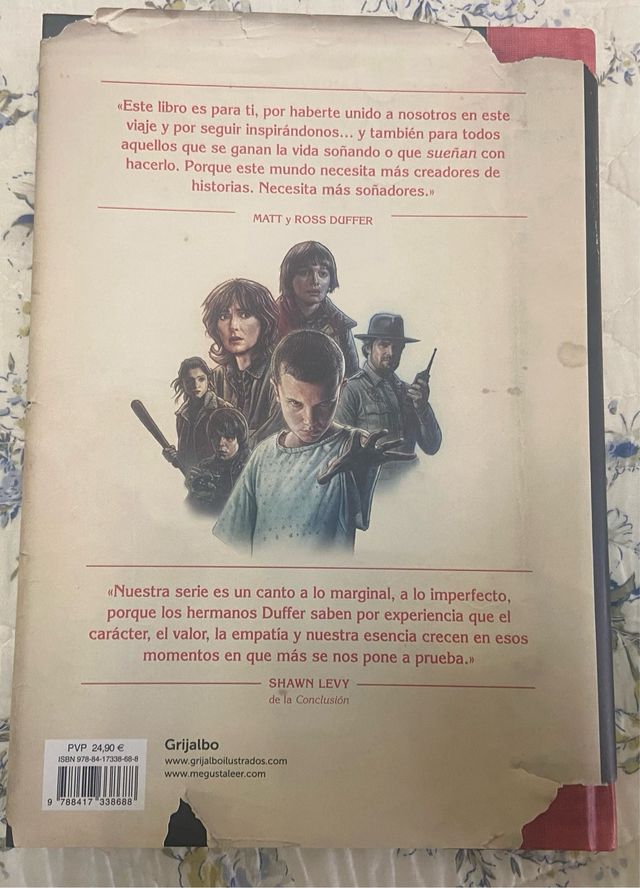 «Este libro es para ti, por haberte unido a nosotros en este
viaje y por seguir inspirándonos... y también para todos
aquellos que se ganan la vida soñando o que sueñan con
hacerlo. Porque este mundo necesita más creadores de
historias. Necesita más soñadores.»
MATT y ROSS DUFFER
«Nuestra serie es un canto a lo marginal, a lo imperfecto,
porque los hermanos Duffer saben por experiencia que el
carácter, el valor, la empatía y nuestra esencia crecen en esos
momentos en que más se nos pone a prueba.»
SHAWN LEVY
de la Conclusión
PVP 24,90 €
ISBN 978-84-17338-68-8
9 788417 338688
Grijalbo
www.grijalboilustrados.com
www.megustaleer.com